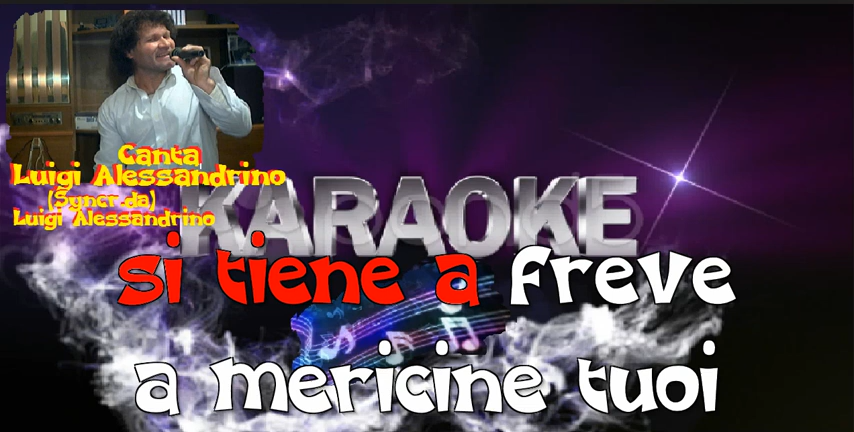 Canta
Luigi Alessandrino
(Syncr.da)
Luigi Alessandrino
KARAOKE
si tiene a freve
a mericine tuoi